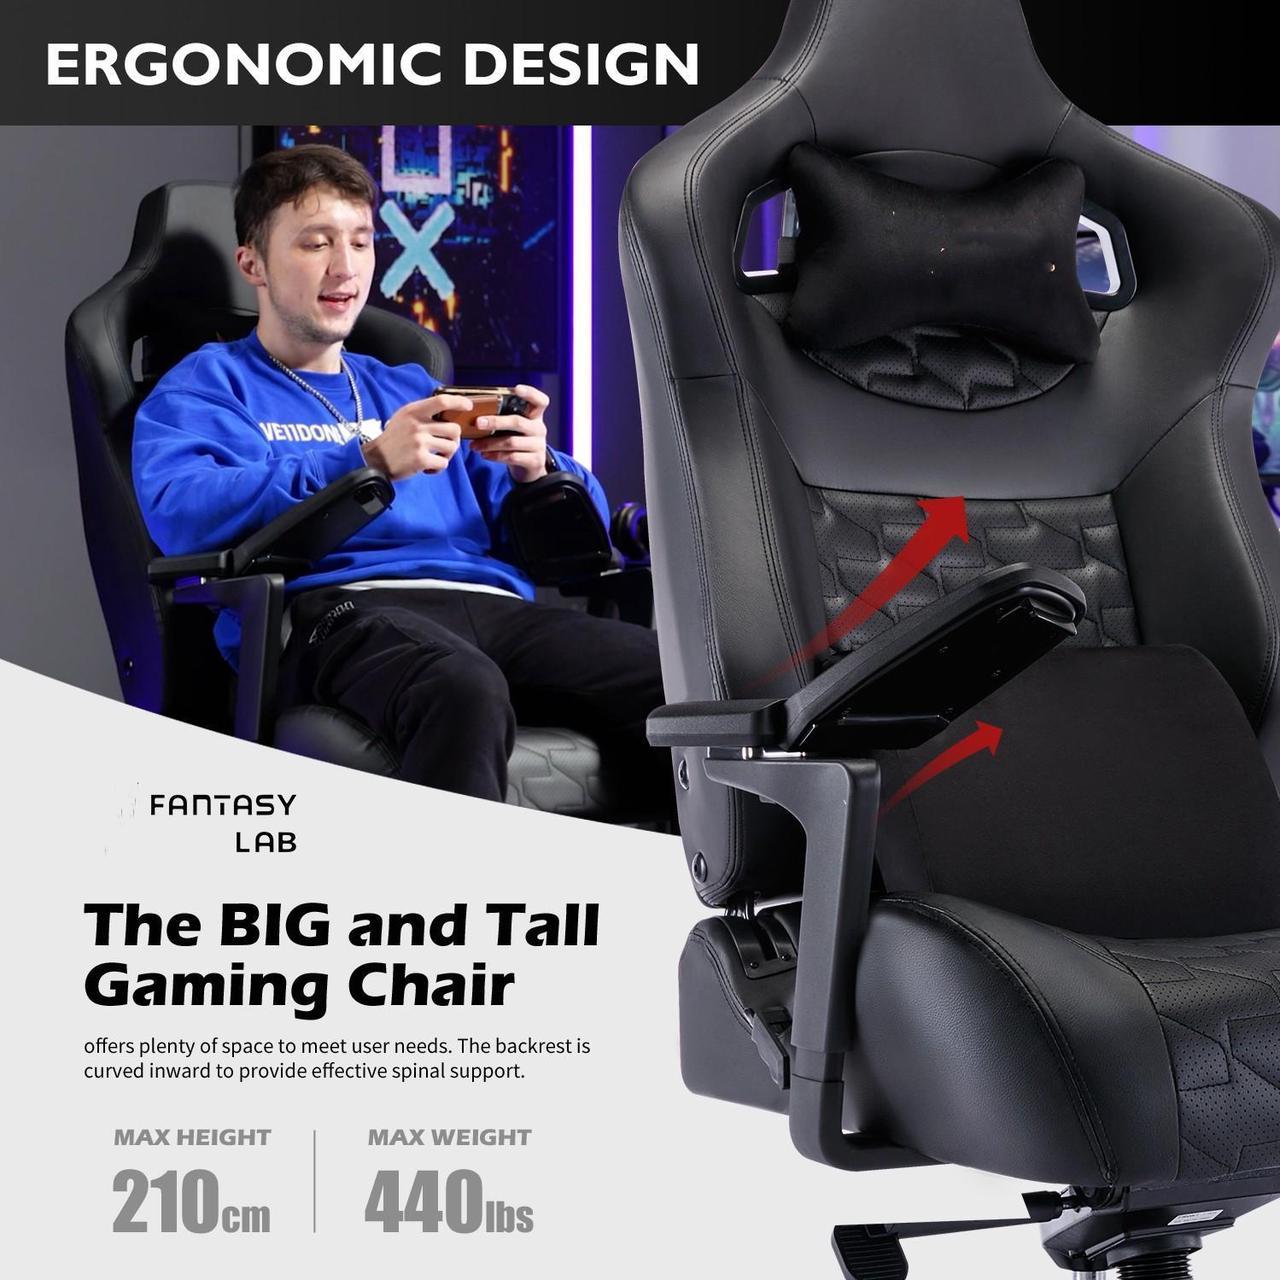 ERGONOMIC DESIGN
FANTASY
LAB
The BIG and Tall
Gaming Chair
offers plenty of space to meet user needs. The backrest is
curved inward to provide effective spinal support.
MAX HEIGHT
210cm
MAX WEIGHT
440lbs